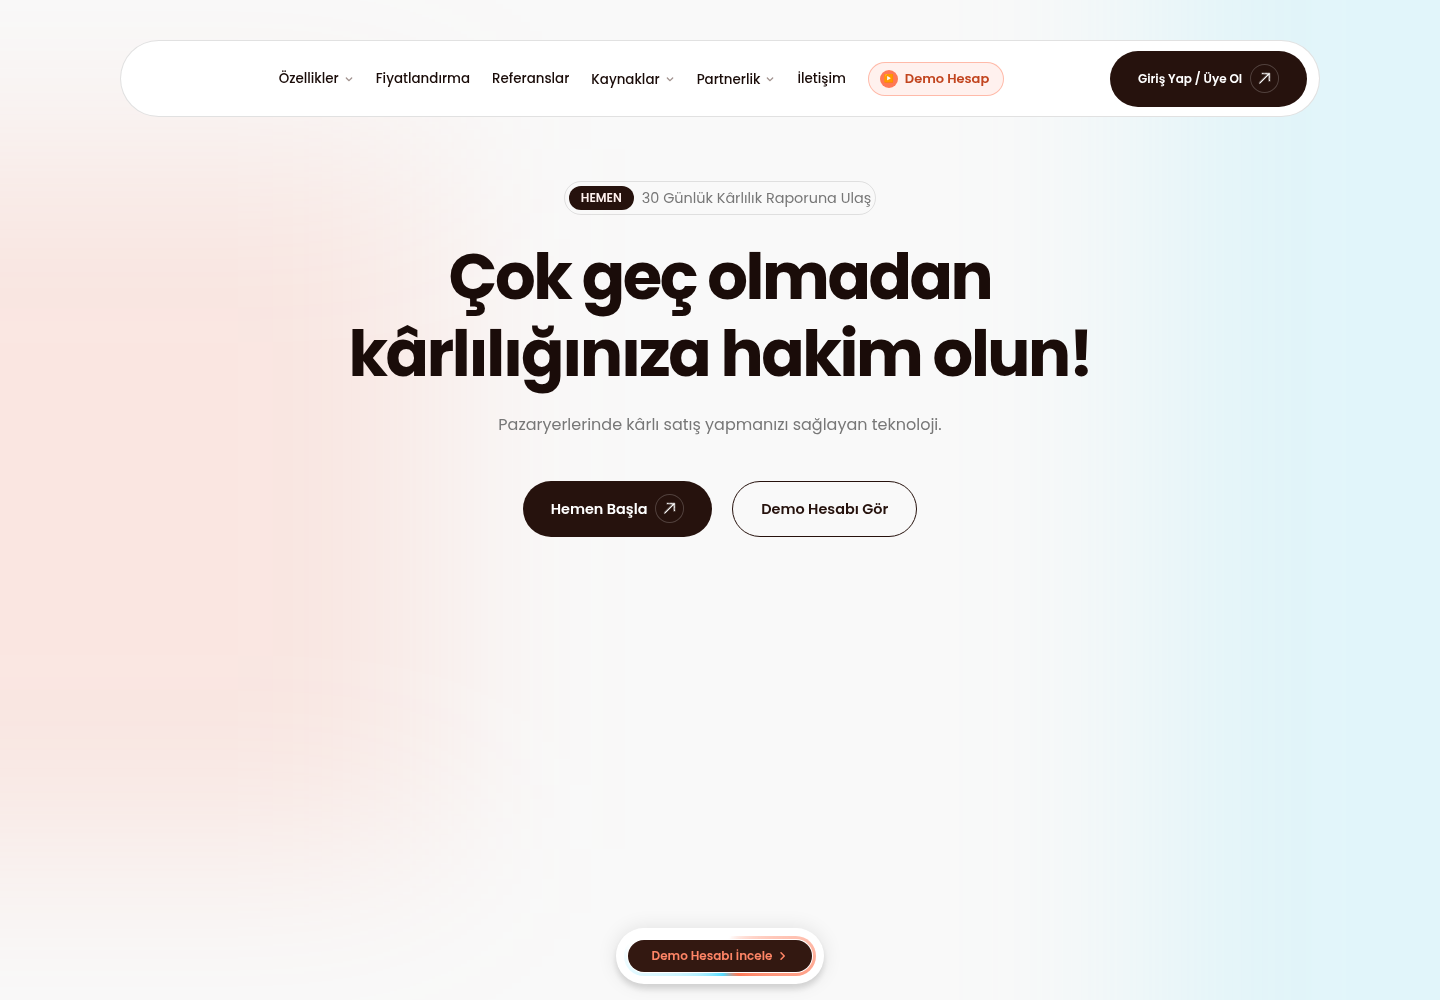 Özellikler
Fiyatlandırma
Referanslar
Kaynaklar
Partnerlik
İletişim
Demo Hesap
Giriş Yap / Üye Ol
HEMEN 30 Günlük Kârlılık Raporuna Ulaş
Çok geç olmadan
kârlılığınıza hakim olun!
Pazaryerlerinde kârlı satış yapmanızı sağlayan teknoloji.
Hemen Başla
Demo Hesabı Gör
Demo Hesabı İncele